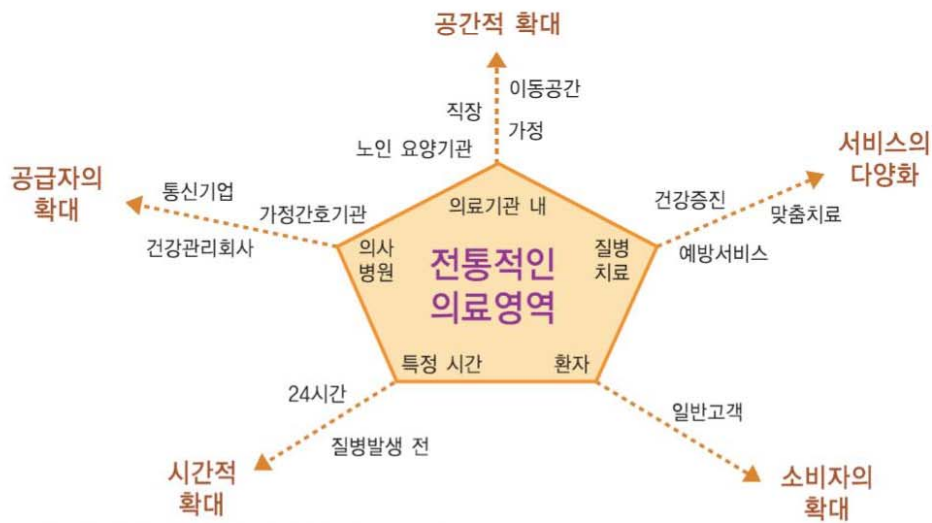 공간적 확대
이동공간
직장
가정
노인 요양기관
서비스의
다양화
공급자의
확대
통신기업
가정간호기관
건강관리회사
건강증진
맞춤치료
예방서비스
의료기관 내
의사
병원
질병
치료
전통적인
의료영역
특정 시간
환자
24시간
질병발생 전
일반고객
시간적
확대
소비자의
확대